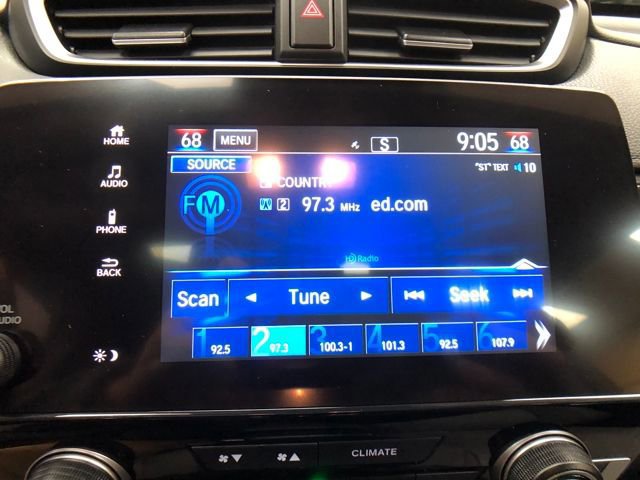 68 MENU S 9:05 68
HOME
SOURCE "ST" TEXT 10
AUDIO
COUNTRY
FM 2 97.3 MHz ed.com
PHONE
HD Radio
BACK
Scan Tune Seek
AUDIO
1 92.5 2 97.3 3 100.3-1 4 101.3 5 92.5 6 107.9
CLIMATE